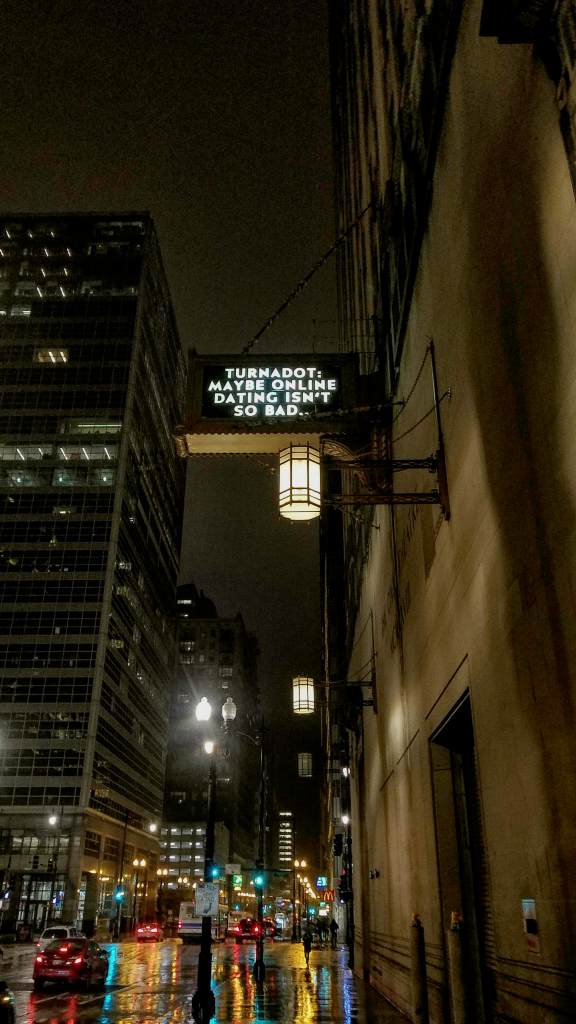 TURNADOT:
MAYBE ONLINE
DATING ISN'T
SO BAD..